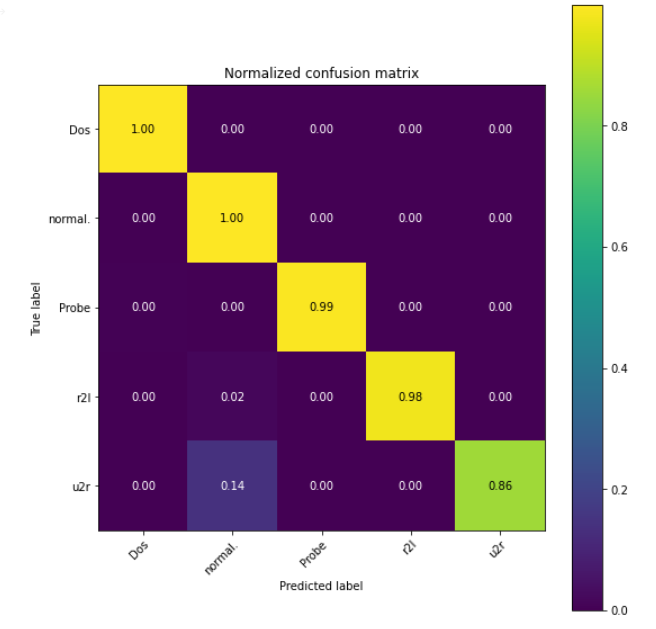 Normalized confusion matrix
True label
Dos 1.00 0.00 0.00 0.00 0.00
normal. 0.00 1.00 0.00 0.00 0.00
Probe 0.00 0.00 0.99 0.00 0.00
r2l 0.00 0.02 0.00 0.98 0.00
u2r 0.00 0.14 0.00 0.00 0.86
Dos normal. Probe r2l u2r
Predicted label
0.8
0.6
0.4
0.2
0.0